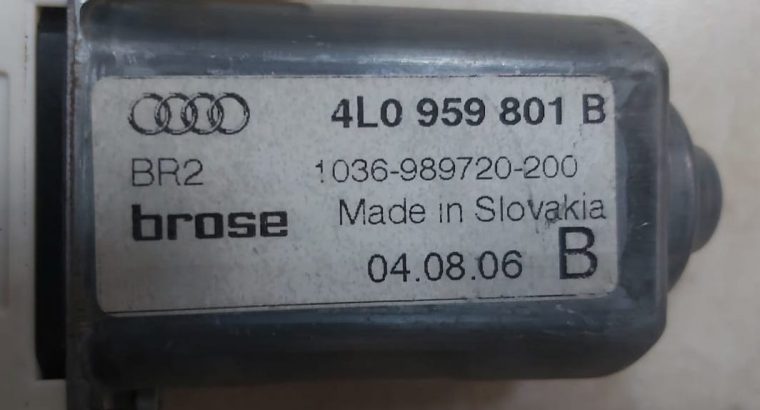 4L0 959 801 B
BR2 1036-989720-200
brose Made in Slovakia
04.08.06 B